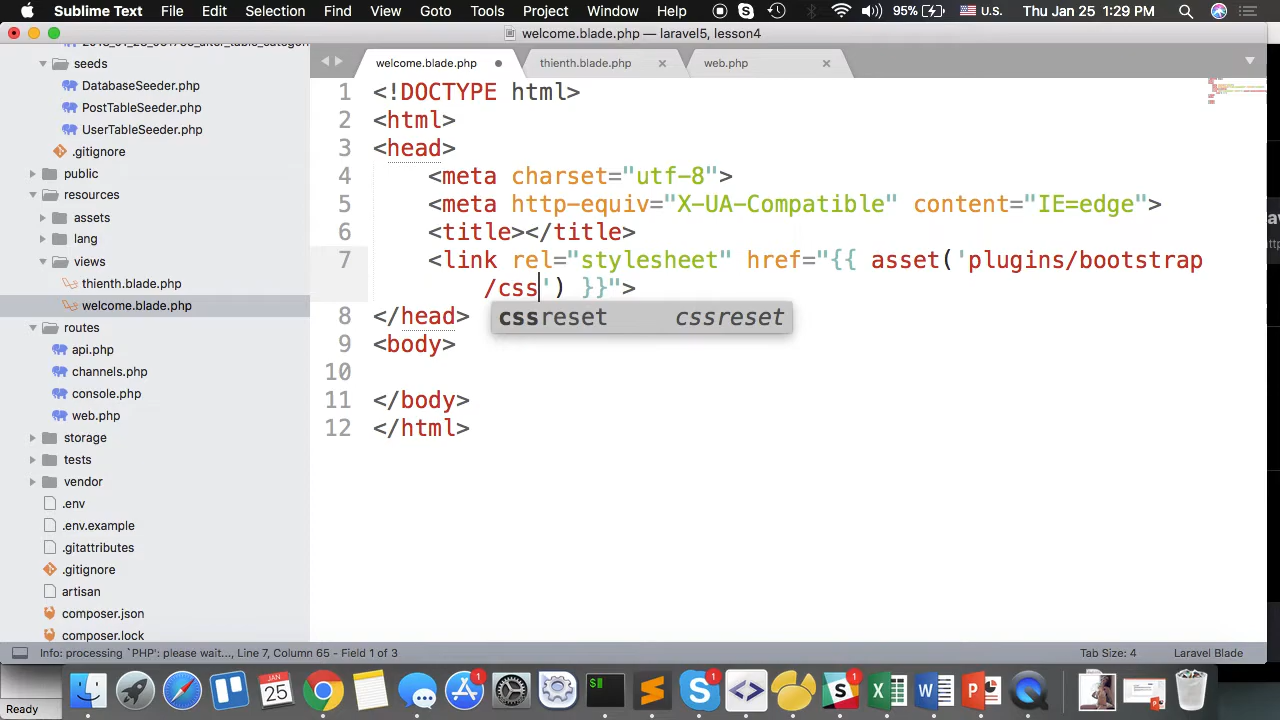 Sublime Text File Edit Selection Find View Goto Tools Project Window Help 95% U.S. Thu Jan 25 1:29 PM
welcome.blade.php — laravel5, lesson4
seeds
DatabaseSeeder.php
PostTableSeeder.php
UserTableSeeder.php
.gitignore
public
resources
assets
lang
views
thienth.blade.php
welcome.blade.php
routes
api.php
channels.php
console.php
web.php
storage
tests
vendor
.env
.env.example
.gitattributes
.gitignore
artisan
composer.json
composer.lock
welcome.blade.php thienth.blade.php web.php
1 <!DOCTYPE html>
2 <html>
3 <head>
4 <meta charset="utf-8">
5 <meta http-equiv="X-UA-Compatible" content="IE=edge">
6 <title></title>
7 <link rel="stylesheet" href="{{ asset('plugins/bootstrap
/css') }}">
8 </head>
cssreset cssreset
9 <body>
10
11 </body>
12 </html>
Info: processing `PHP': please wait..., Line 7, Column 65 - Field 1 of 3 Tab Size: 4 Laravel Blade
JAN
25
1
1
1
Ready